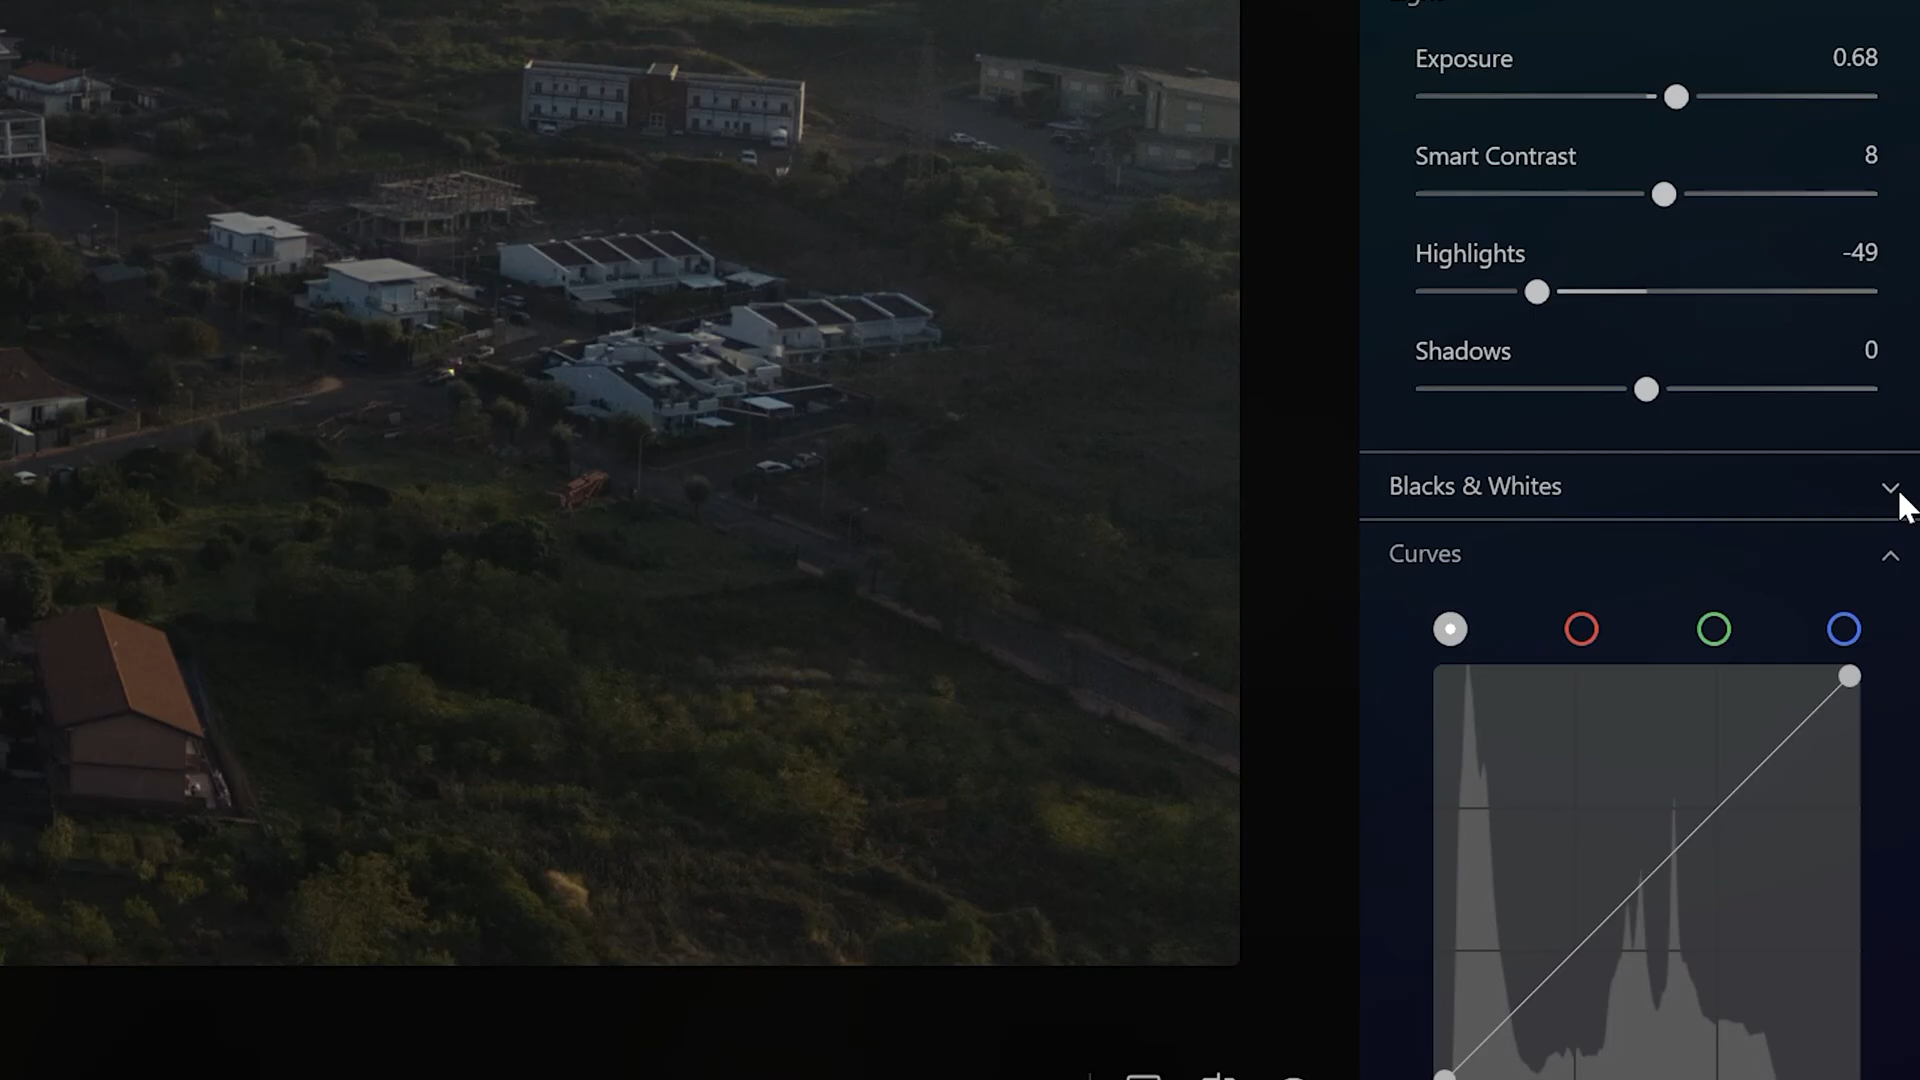 Exposure 0.68
Smart Contrast 8
Highlights -49
Shadows 0
Blacks & Whites
Curves